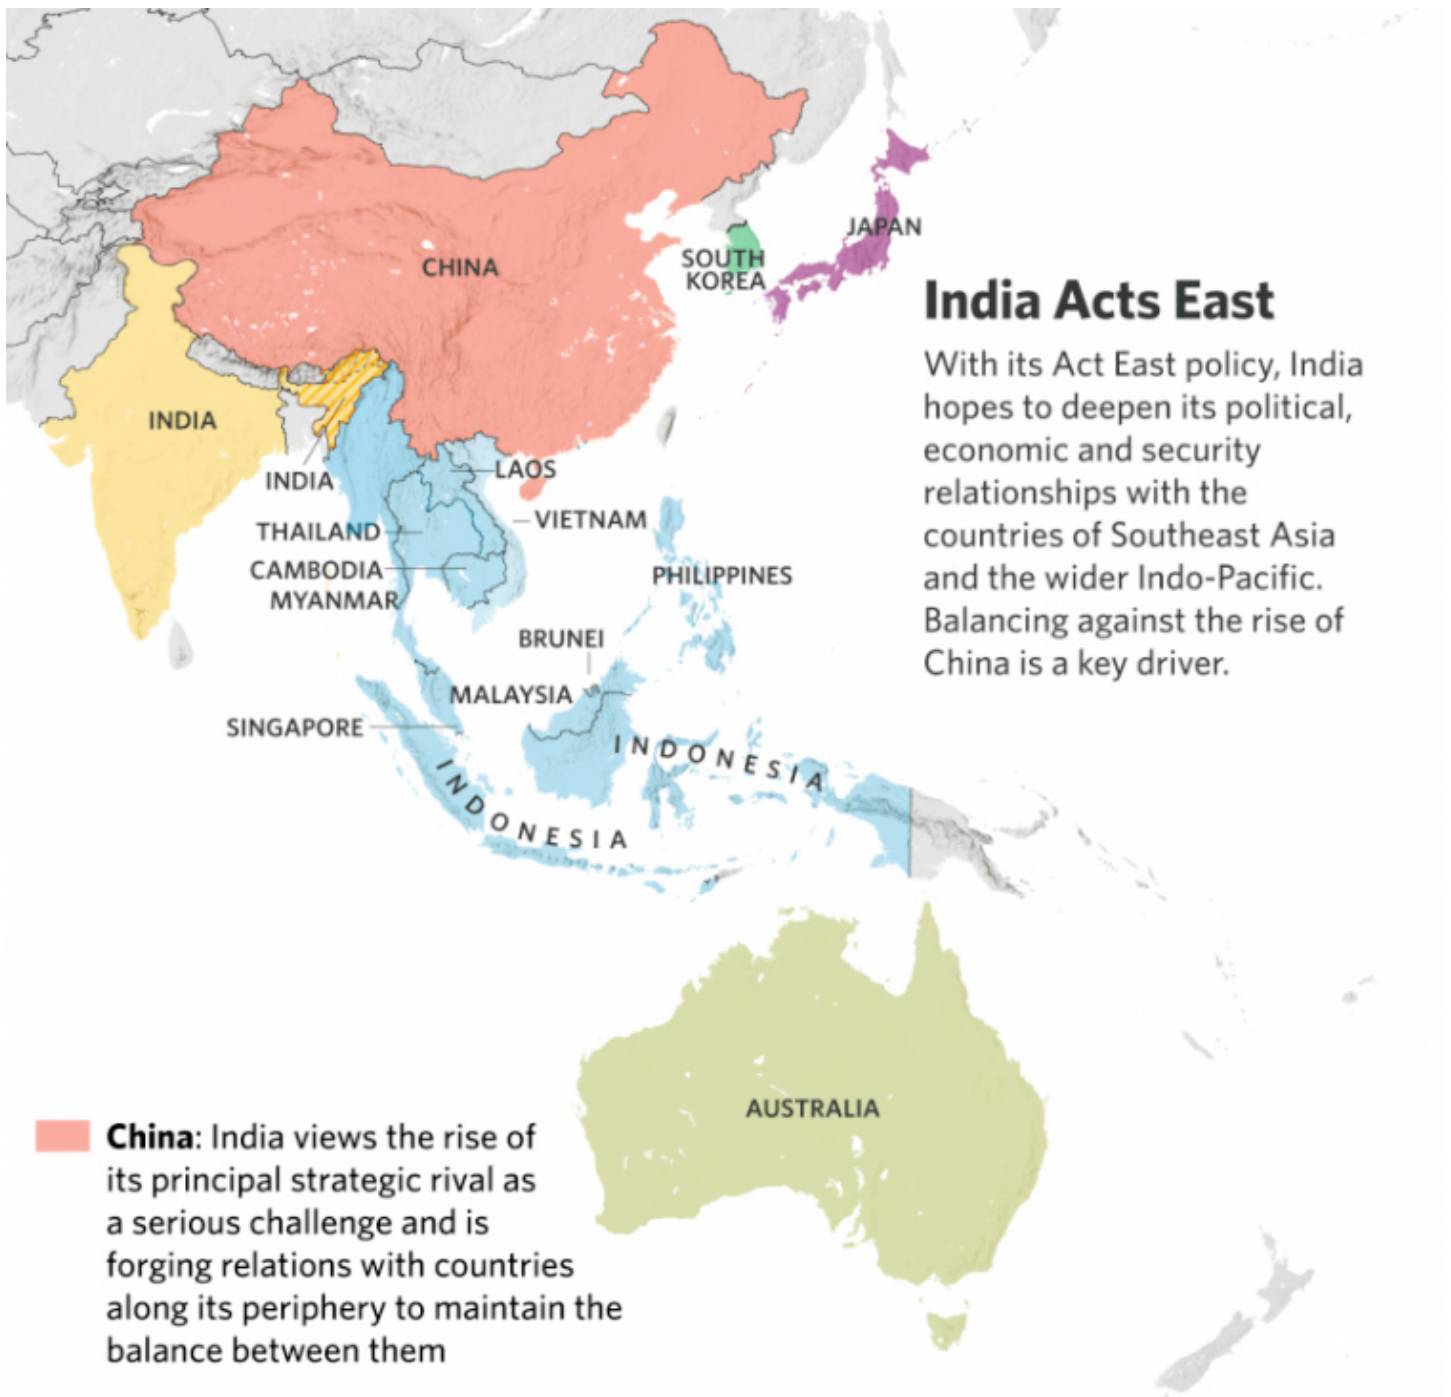 CHINA
JAPAN
SOUTH
KOREA
India Acts East
With its Act East policy, India
hopes to deepen its political,
economic and security
relationships with the
countries of Southeast Asia
and the wider Indo-Pacific.
Balancing against the rise of
China is a key driver.
INDIA
INDIA
LAOS
THAILAND
VIETNAM
CAMBODIA
MYANMAR
PHILIPPINES
BRUNEI
MALAYSIA
SINGAPORE
INDONESIA
INDONESIA
AUSTRALIA
China: India views the rise of
its principal strategic rival as
a serious challenge and is
forging relations with countries
along its periphery to maintain the
balance between them